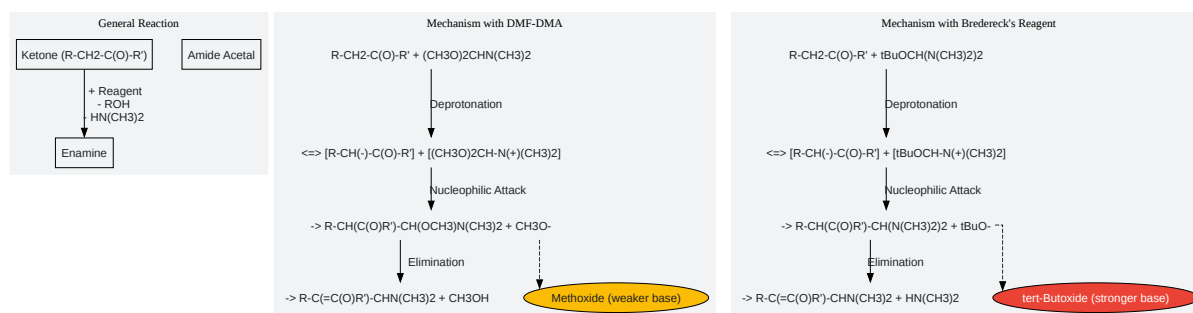 General Reaction
Ketone (R-CH2-C(O)-R')
Amide Acetal
+ Reagent
- ROH
- HN(CH3)2
Enamine
Mechanism with DMF-DMA
R-CH2-C(O)-R' + (CH3O)2CHN(CH3)2
Deprotonation
<=> [R-CH(-)-C(O)-R'] + [(CH3O)2CH-N(+)(CH3)2]
Nucleophilic Attack
-> R-CH(C(O)R')-CH(OCH3)N(CH3)2 + CH3O-
Elimination
-> R-C(=C(O)R')-CHN(CH3)2 + CH3OH
Methoxide (weaker base)
Mechanism with Bredereck's Reagent
R-CH2-C(O)-R' + tBuOCH(N(CH3)2)2
Deprotonation
<=> [R-CH(-)-C(O)-R'] + [tBuOCH-N(+)(CH3)2]
Nucleophilic Attack
-> R-CH(C(O)R')-CH(N(CH3)2)2 + tBuO-
Elimination
-> R-C(=C(O)R')-CHN(CH3)2 + HN(CH3)2
tert-Butoxide (stronger base)